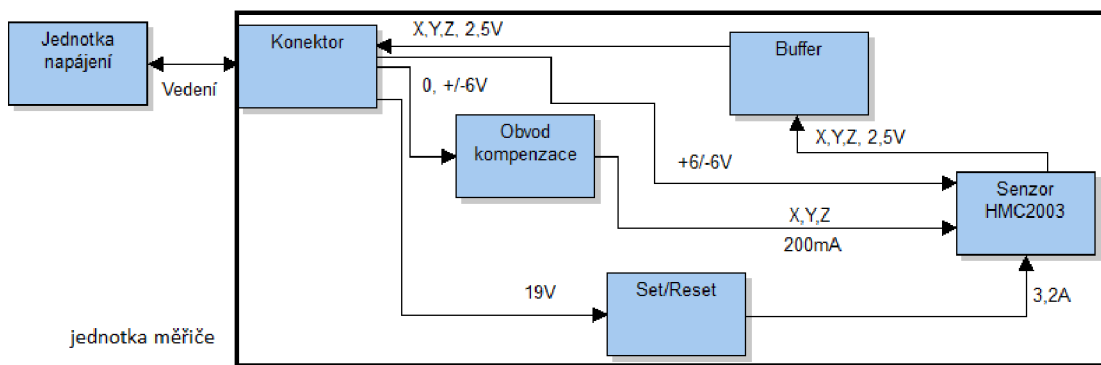 Jednotka
napájení
Vedení
Konektor
X,Y,Z, 2,5V
Buffer
0, +/-6V
Obvod
kompenzace
X,Y,Z, 2,5V
+6/-6V
Senzor
HMC2003
X,Y,Z
200mA
19V
Set/Reset
3,2A
jednotka měřiče